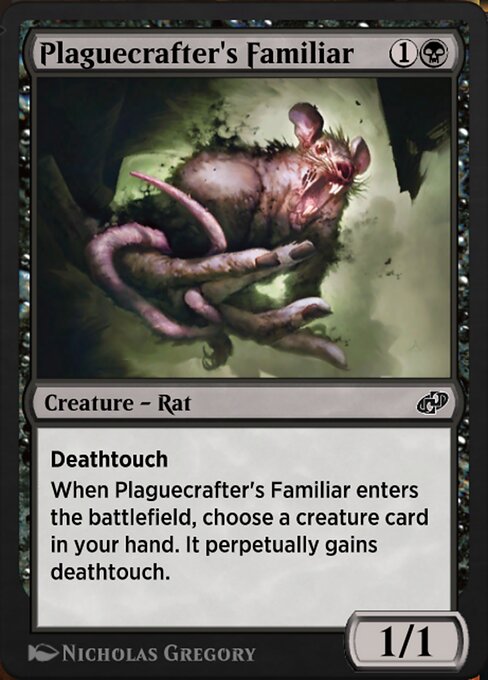 Plaguecrafter's Familiar 1
Creature – Rat
Deathtouch
When Plaguecrafter's Familiar enters
the battlefield, choose a creature card
in your hand. It perpetually gains
deathtouch.
1/1
Nicholas Gregory